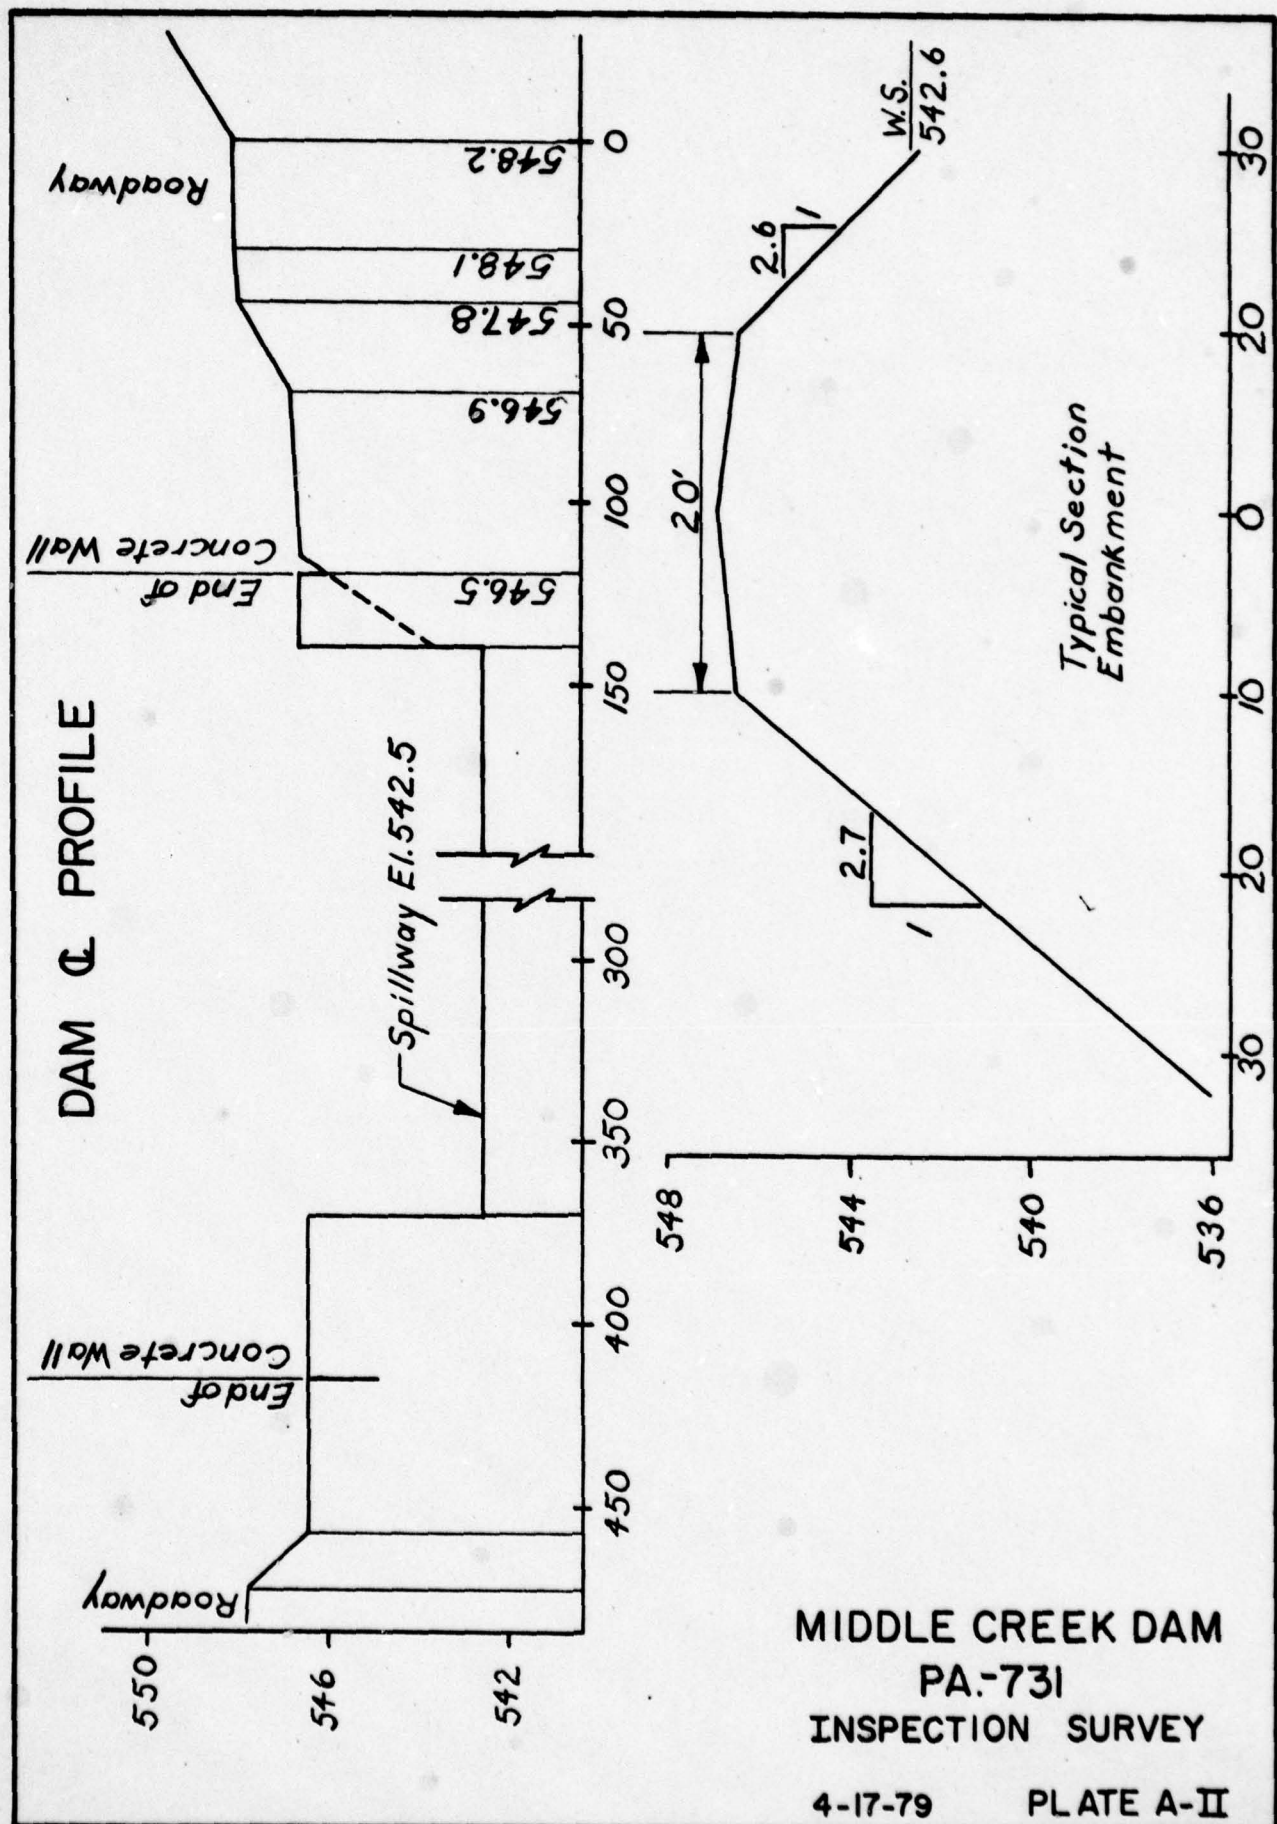 DAM ℄ PROFILE
Roadway
End of
Concrete Wall
End of
Concrete Wall
Roadway
Spillway El. 542.5
550
546
542
450
400
350
300
150
100
50
0
546.5
546.9
547.8
548.1
548.2
20'
W.S.
542.6
2.6
1
2.7
1
Typical Section
Embankment
548
544
540
536
30
20
10
0
20
30
MIDDLE CREEK DAM
PA.-731
INSPECTION SURVEY
4-17-79 PLATE A-II